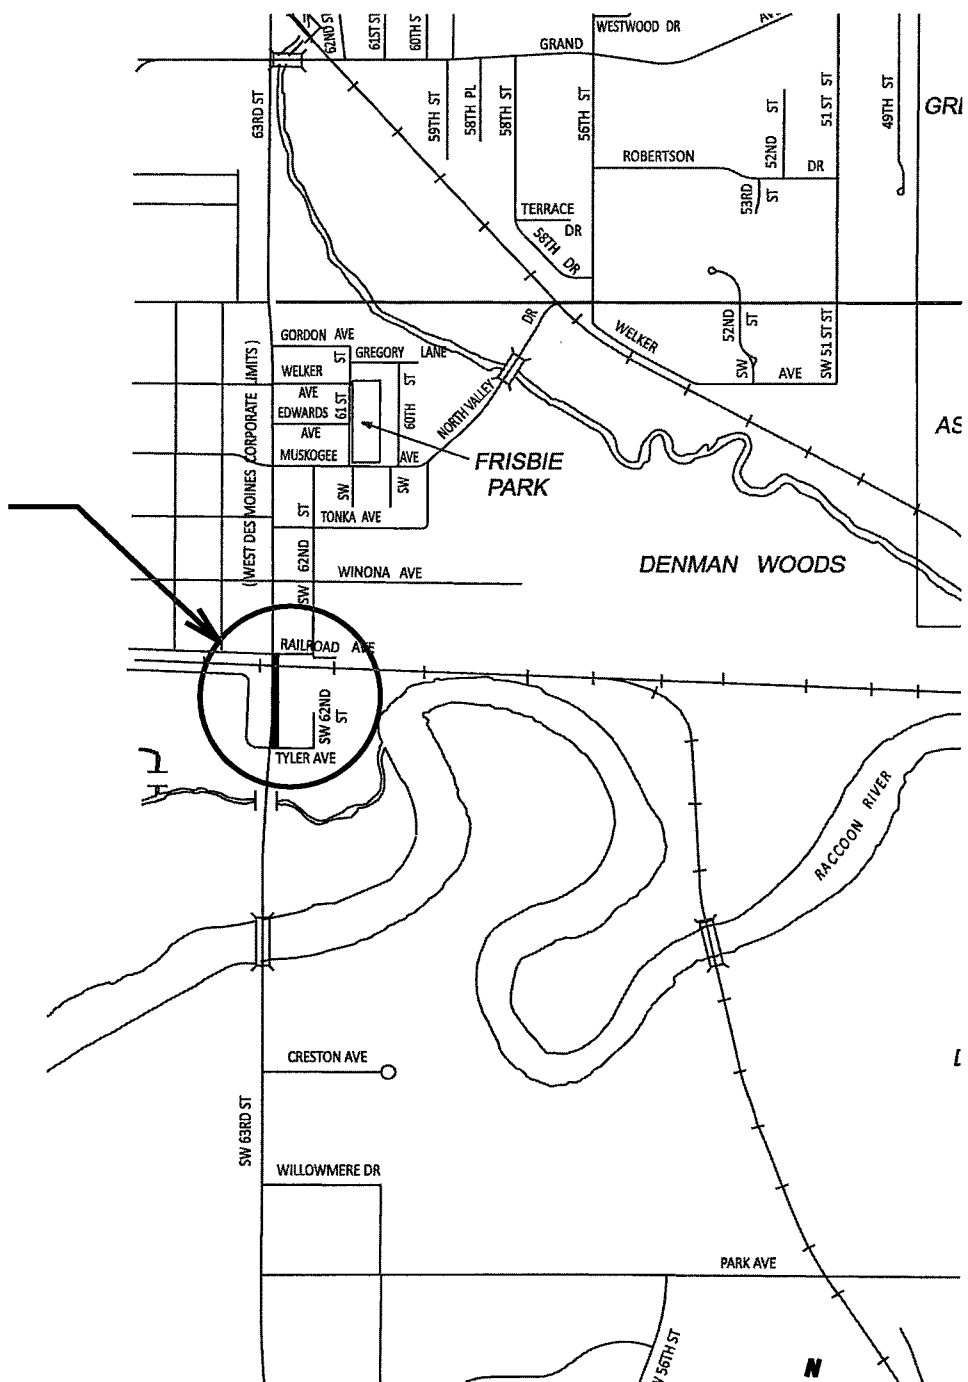 62ND ST
61ST ST
60TH S
WESTWOOD DR
AV
GRAND
63RD ST
59TH ST
58TH PL
58TH ST
56TH ST
52ND ST
51 ST ST
49TH ST
GRE
ROBERTSON DR
53RD ST
TERRACE DR
58TH DR
DR
WELKER
52ND ST
SW
AVE
SW 51 ST ST
GORDON AVE
ST
GREGORY LANE
WELKER
AVE
EDWARDS
AVE
MUSKOGEE
61 ST
60TH ST
AVE
NORTH VALLEY
(WEST DES MOINES CORPORATE LIMITS)
FRISBIE
PARK
AS
SW
SW
TONKA AVE
SW 62ND ST
WINONA AVE
DENMAN WOODS
RAILROAD AVE
SW 62ND
ST
TYLER AVE
RACCOON RIVER
CRESTON AVE
SW 63RD ST
WILLOWMERE DR
PARK AVE
W 56TH ST
N